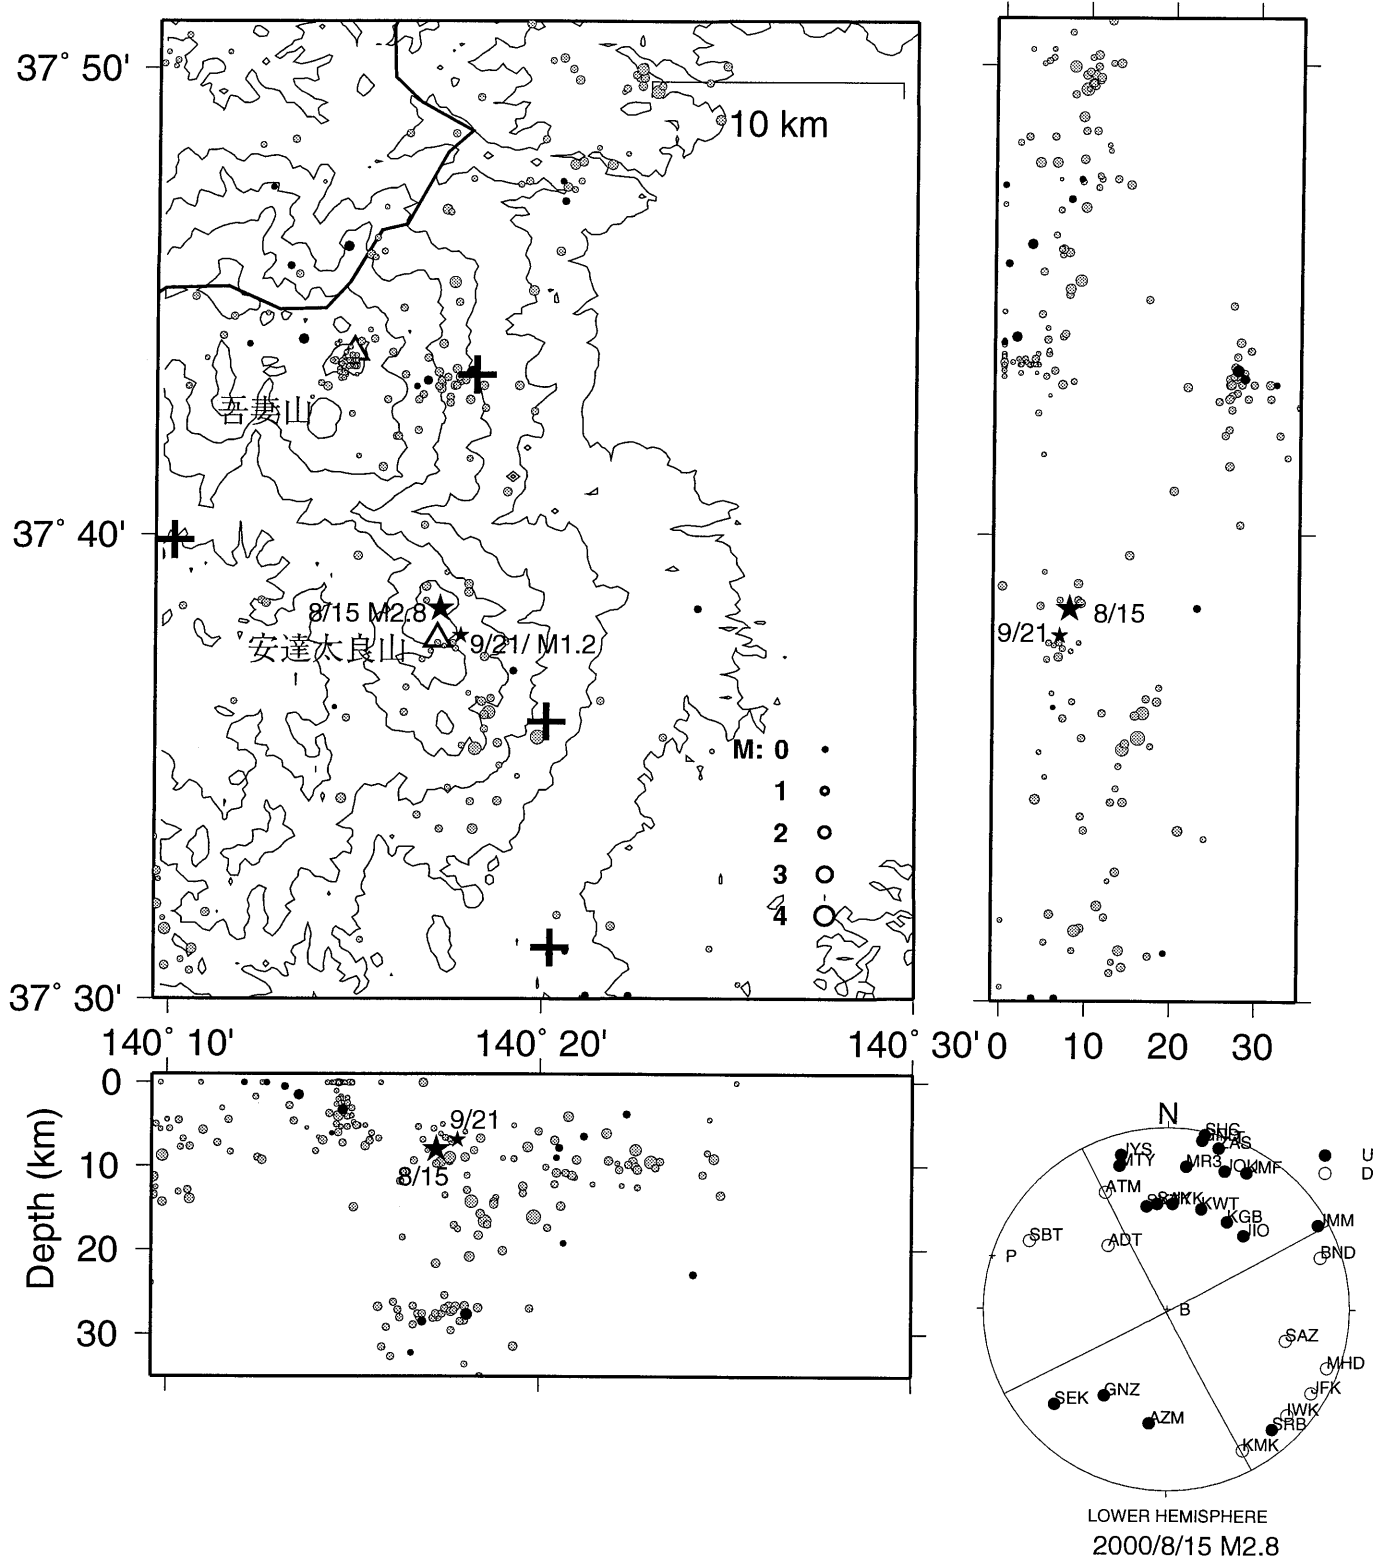 37° 50'
10 km
吾妻山
37° 40'
8/15 M2.8
安達太良山
9/21/ M1.2
8/15
9/21
M: 0
1
2
3
4
37° 30'
140° 10'
140° 20'
140° 30'
0
10
20
30
Depth (km)
0
10
20
30
9/21
8/15
N
U
D
SHG
ZAS
JYS
MTY
MR3
JOU
KMF
ATM
KWT
KGB
JIO
JMM
BND
SBT
ADT
P
B
SAZ
MHD
JFK
IWK
SRB
KMK
SEK
GNZ
AZM
LOWER HEMISPHERE
2000/8/15 M2.8